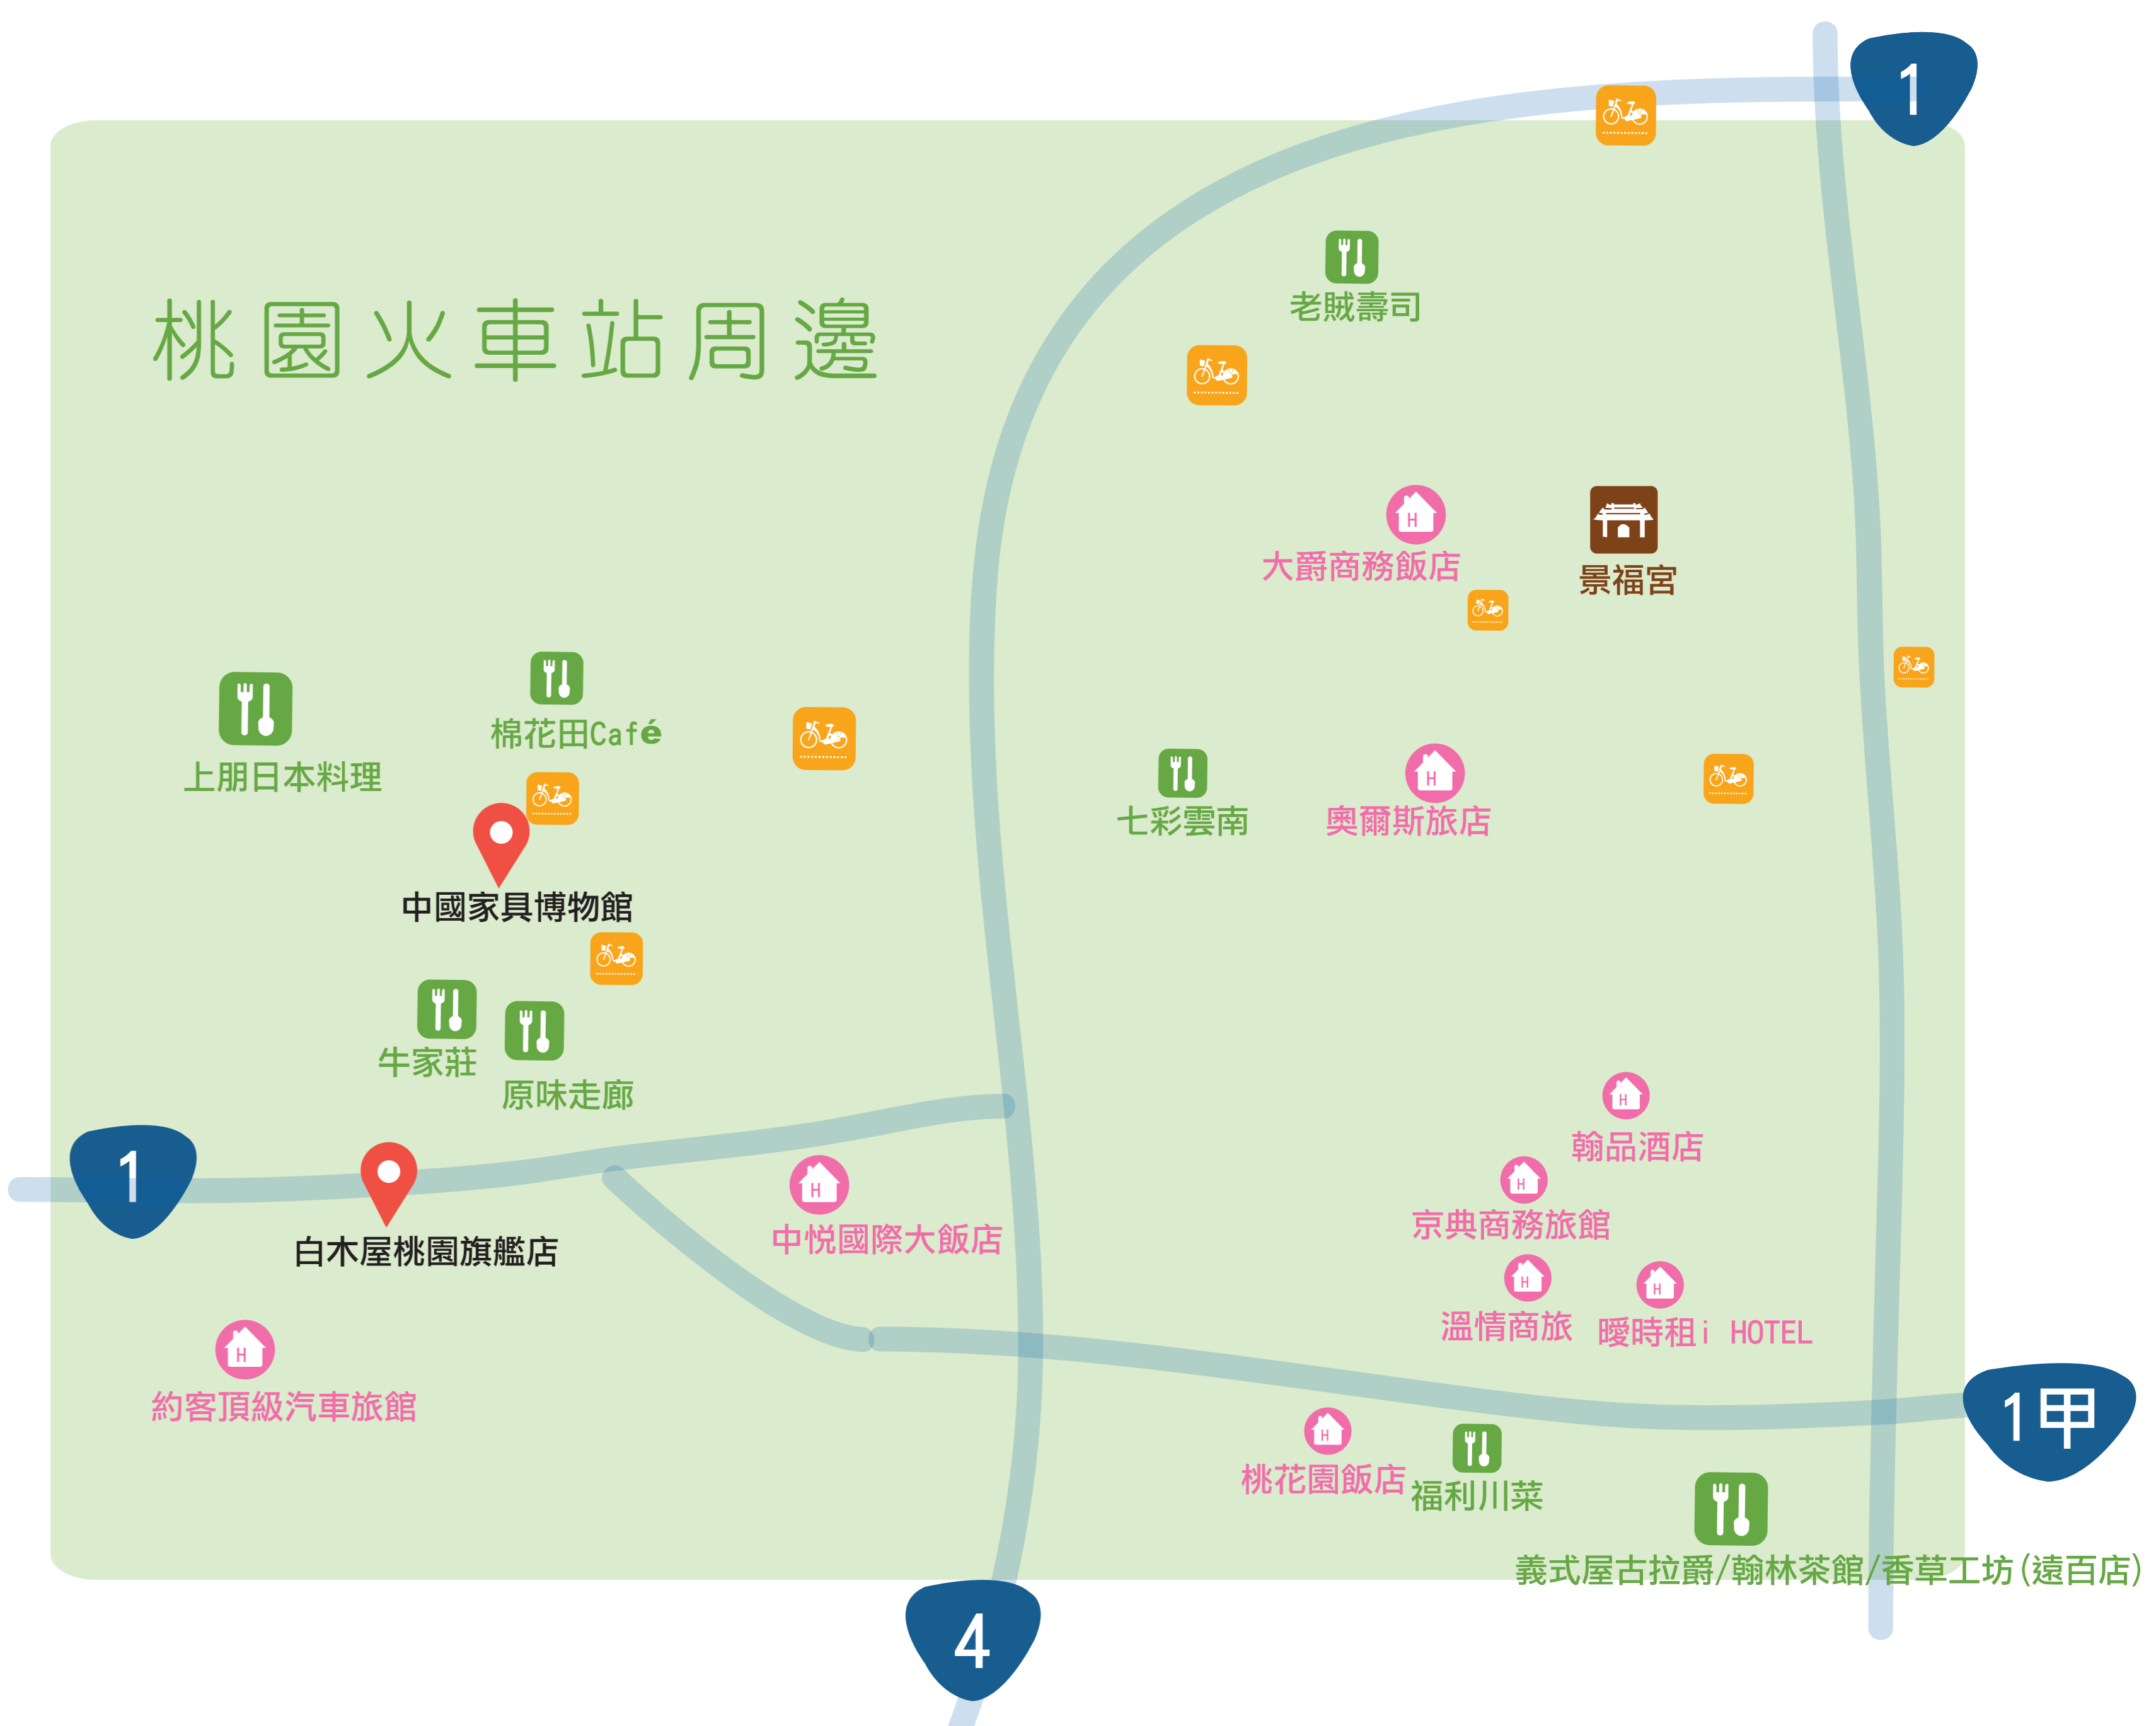 1
桃園火車站周邊
老賊壽司
H
大爵商務飯店
景福宮
棉花田Café
上朋日本料理
七彩雲南
H
奧爾斯旅店
中國家具博物館
牛家莊
原味走廊
H
翰品酒店
1
H
中悦國際大飯店
H
京典商務旅館
白木屋桃園旗艦店
H
溫情商旅
H
曖時租i HOTEL
H
約客頂級汽車旅館
1甲
H
桃花園飯店
福利川菜
義式屋古拉爵/翰林茶館/香草工坊(遠百店)
4